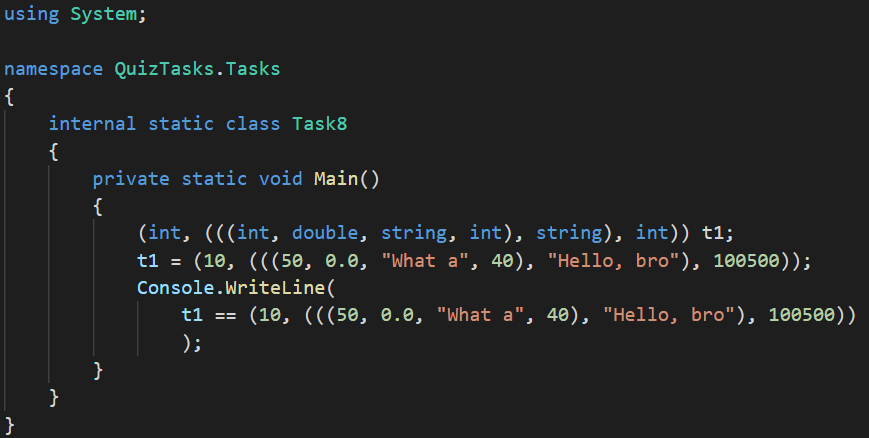 using System;
namespace QuizTasks.Tasks
{
internal static class Task8
{
private static void Main()
{
(int, (((int, double, string, int), string), int)) t1;
t1 = (10, (((50, 0.0, "What a", 40), "Hello, bro"), 100500));
Console.WriteLine(
t1 == (10, (((50, 0.0, "What a", 40), "Hello, bro"), 100500))
);
}
}
}